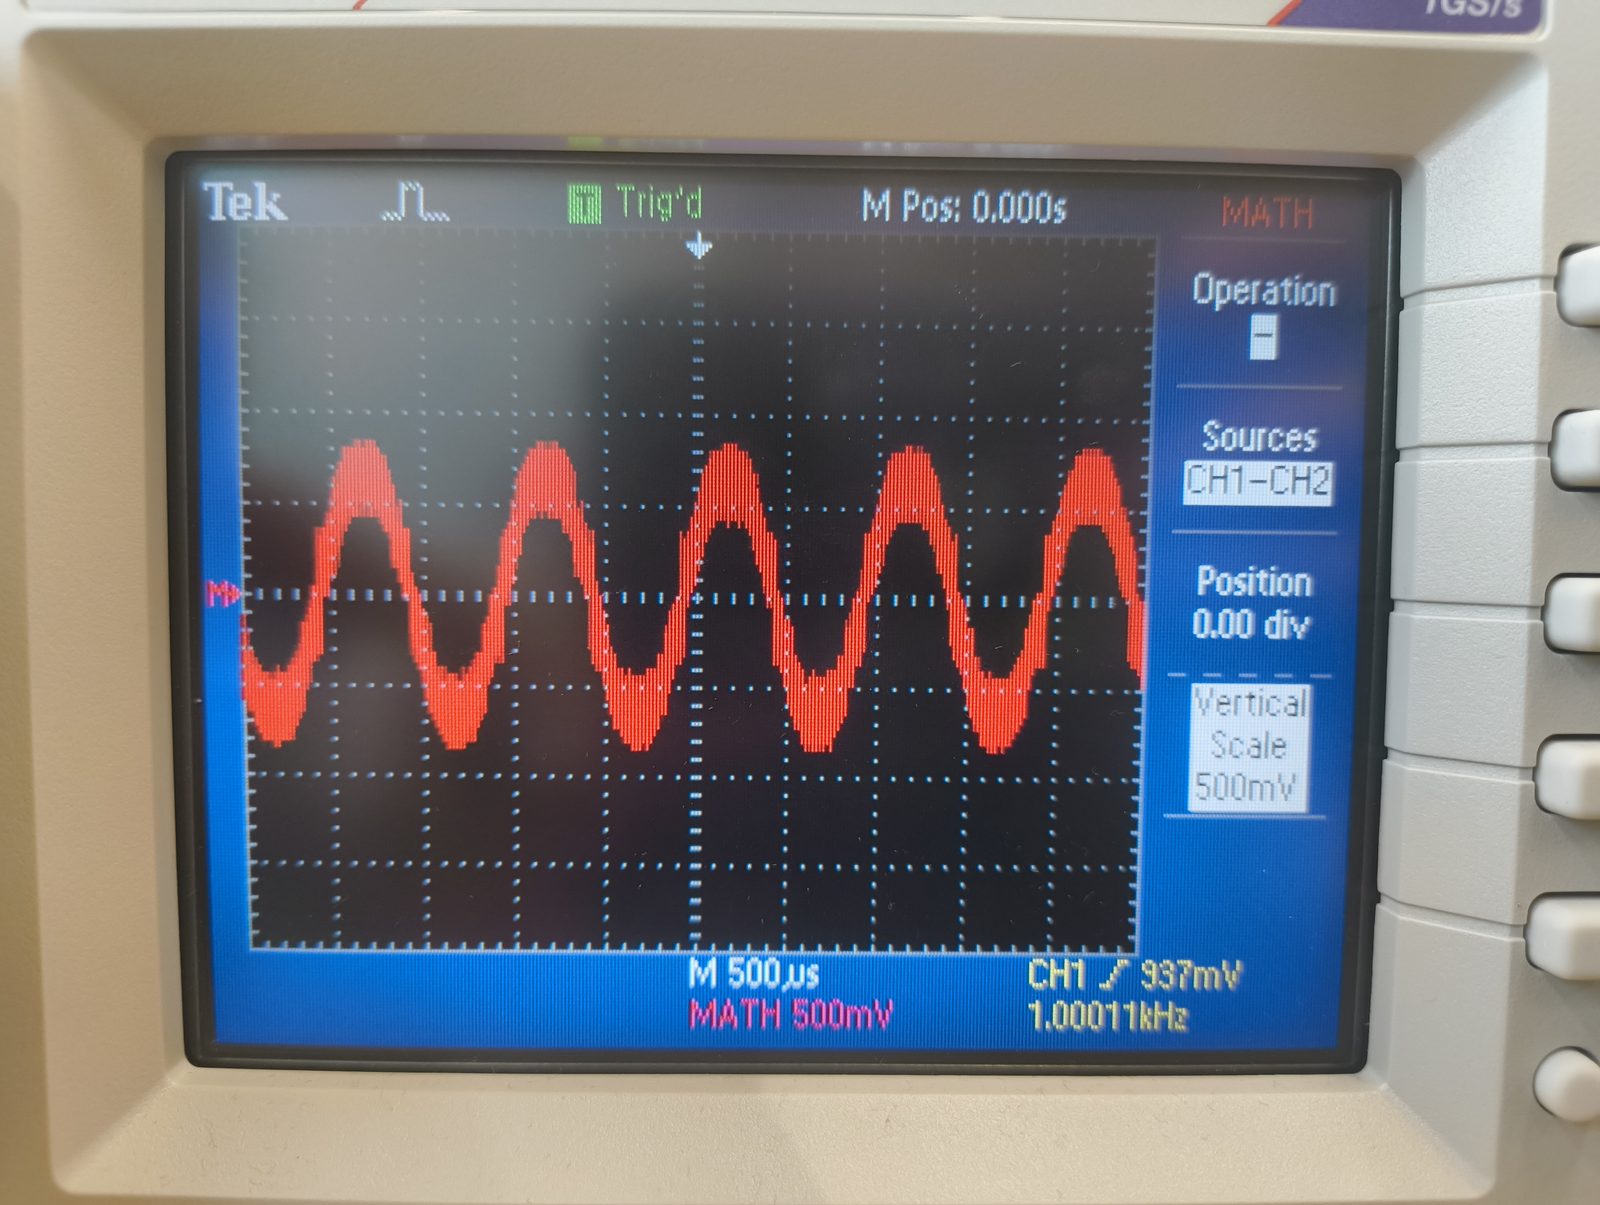 1GS/s
Tek
T Trig'd
M Pos: 0.000s
MATH
Operation
-
Sources
CH1-CH2
Position
0.00 div
Vertical
Scale
500mV
M
M 500µs
CH1 937mV
MATH 500mV
1.00011kHz